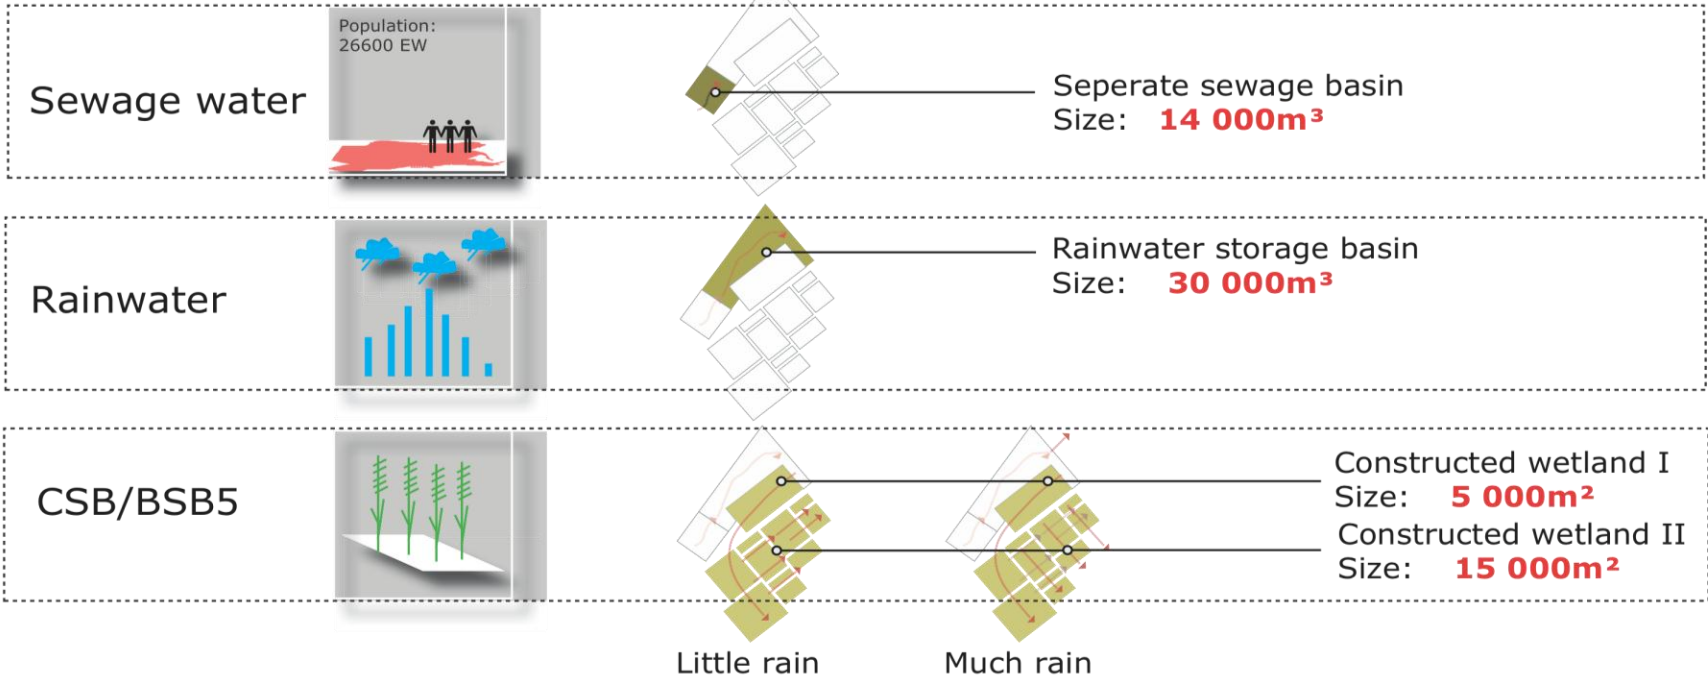 Population:
26600 EW
Sewage water
Seperate sewage basin
Size: 14 000m³
Rainwater
Rainwater storage basin
Size: 30 000m³
CSB/BSB5
Constructed wetland I
Size: 5 000m²
Constructed wetland II
Size: 15 000m²
Little rain
Much rain